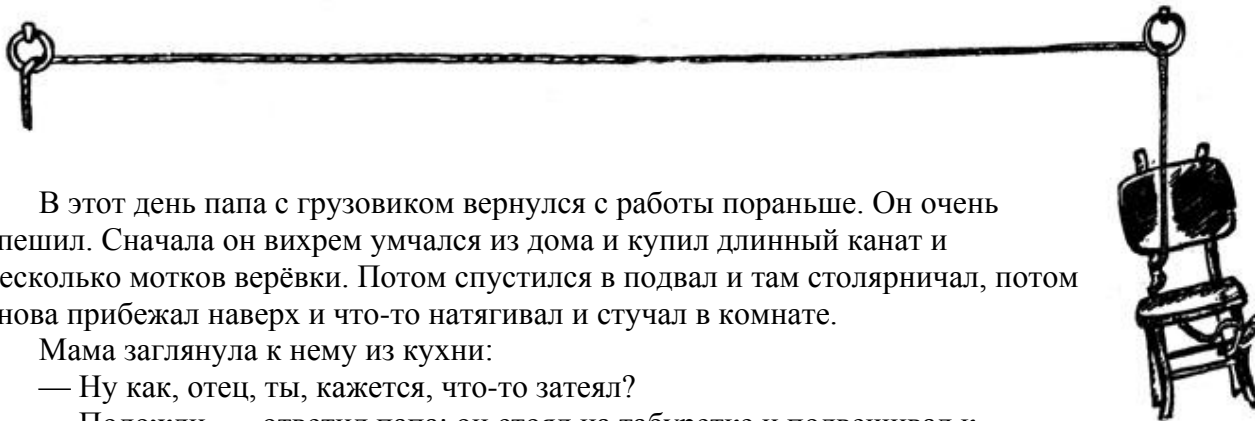 В этот день папа с грузовиком вернулся с работы пораньше. Он очень
пешил. Сначала он вихрем умчался из дома и купил длинный канат и
есколько мотков верёвки. Потом спустился в подвал и там столярничал, потом
нова прибежал наверх и что-то натягивал и стучал в комнате.
Мама заглянула к нему из кухни:
— Ну как, отец, ты, кажется, что-то затеял?